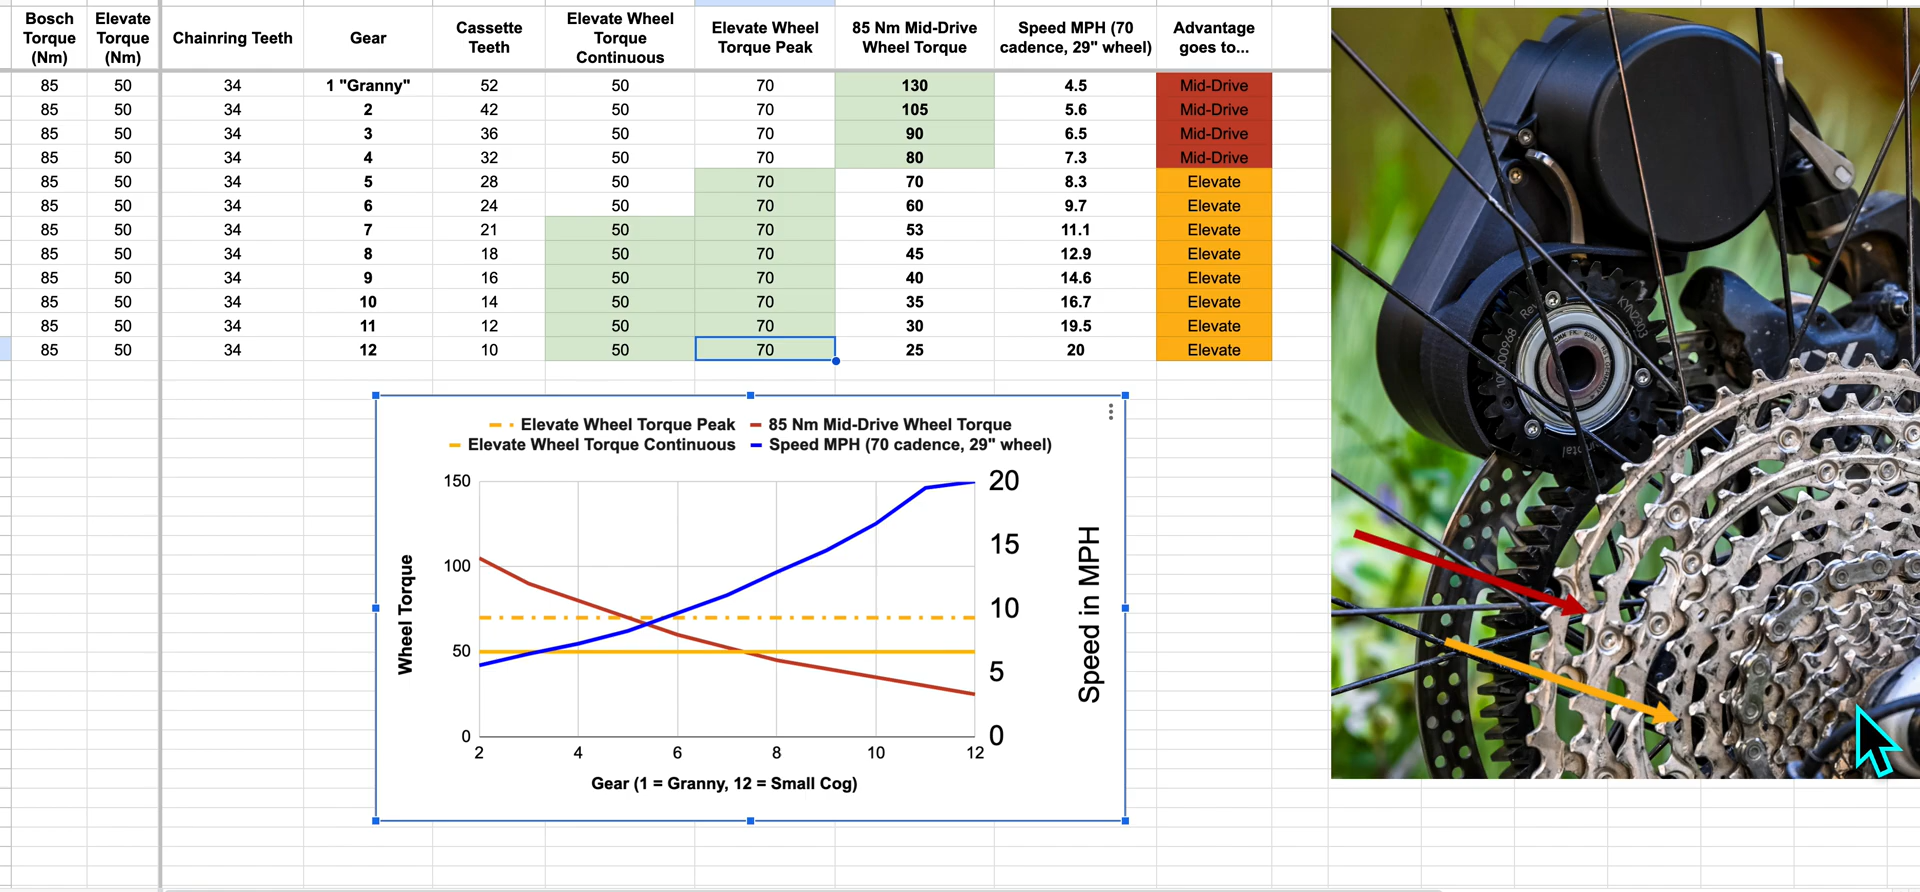 Bosch Torque (Nm) Elevate Torque (Nm) Chainring Teeth Gear Cassette Teeth Elevate Wheel Torque Continuous Elevate Wheel Torque Peak 85 Nm Mid-Drive Wheel Torque Speed MPH (70 cadence, 29" wheel) Advantage goes to...
85 50 34 1 "Granny" 52 50 70 130 4.5 Mid-Drive
85 50 34 2 42 50 70 105 5.6 Mid-Drive
85 50 34 3 36 50 70 90 6.5 Mid-Drive
85 50 34 4 32 50 70 80 7.3 Mid-Drive
85 50 34 5 28 50 70 70 8.3 Elevate
85 50 34 6 24 50 70 60 9.7 Elevate
85 50 34 7 21 50 70 53 11.1 Elevate
85 50 34 8 18 50 70 45 12.9 Elevate
85 50 34 9 16 50 70 40 14.6 Elevate
85 50 34 10 14 50 70 35 16.7 Elevate
85 50 34 11 12 50 70 30 19.5 Elevate
85 50 34 12 10 50 70 25 20 Elevate
Elevate Wheel Torque Peak 85 Nm Mid-Drive Wheel Torque
Elevate Wheel Torque Continuous Speed MPH (70 cadence, 29" wheel)
Wheel Torque
150
100
50
0
20
15
10
5
0
Speed in MPH
2 4 6 8 10 12
Gear (1 = Granny, 12 = Small Cog)
Rev
KYN2303